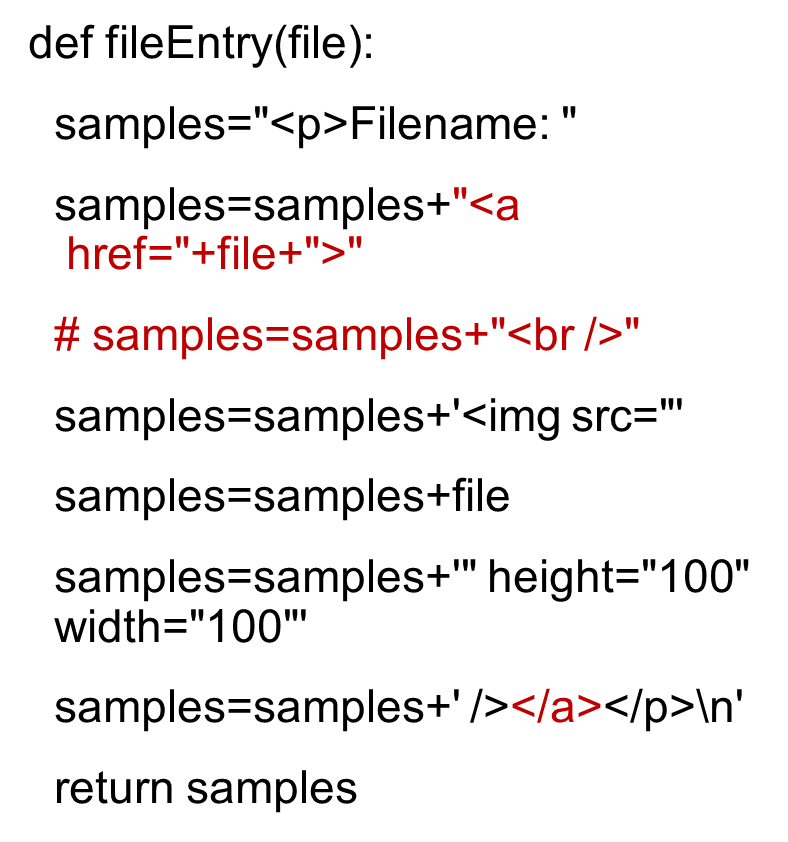 def fileEntry(file):
samples="<p>Filename: "
samples=samples+"<a
href="+file+">"
# samples=samples+"<br />"
samples=samples+'<img src="'
samples=samples+file
samples=samples+'" height="100"
width="100"'
samples=samples+' /></a></p>\n'
return samples